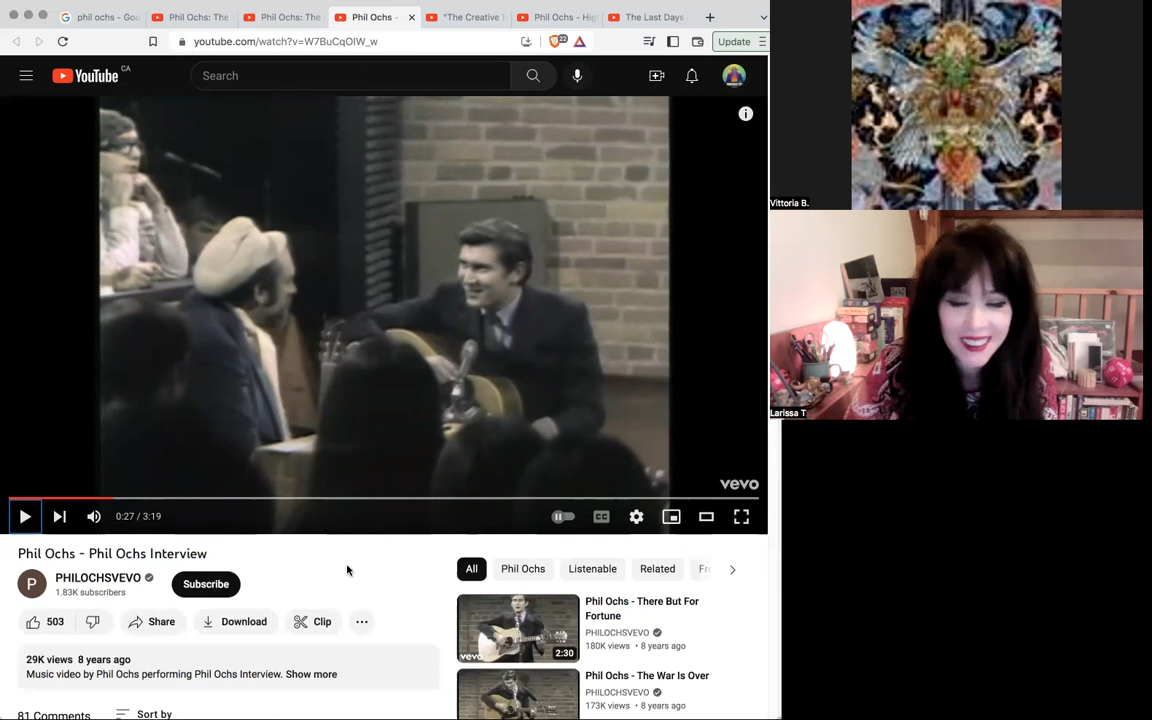 phil ochs - Goo
Phil Ochs: The
Phil Ochs: The
Phil Ochs -
"The Creative
Phil Ochs - Hig
The Last Days
youtube.com/watch?v=W7BuCqOIW_w
22
Update
YouTube CA
Search
vevo
0:27 / 3:19
CC
Phil Ochs - Phil Ochs Interview
P
PHILOCHSVEVO
1.83K subscribers
Subscribe
503
Share
Download
Clip
29K views 8 years ago
Music video by Phil Ochs performing Phil Ochs Interview. Show more
81 Comments
Sort by
All
Phil Ochs
Listenable
Related
Fr
Phil Ochs - There But For
Fortune
PHILOCHSVEVO
180K views • 8 years ago
vevo
2:30
Phil Ochs - The War Is Over
PHILOCHSVEVO
173K views • 8 years ago
Vittoria B.
Larissa T